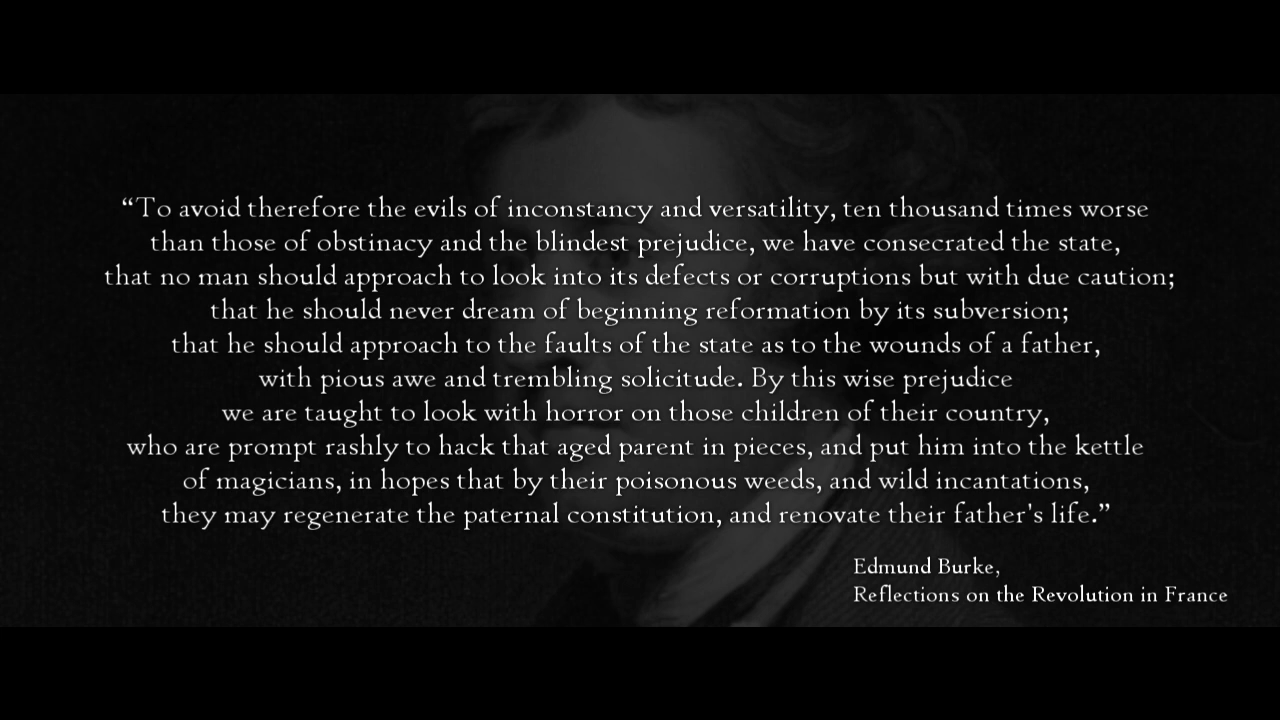 “To avoid therefore the evils of inconstancy and versatility, ten thousand times worse
than those of obstinacy and the blindest prejudice, we have consecrated the state,
that no man should approach to look into its defects or corruptions but with due caution;
that he should never dream of beginning reformation by its subversion;
that he should approach to the faults of the state as to the wounds of a father,
with pious awe and trembling solicitude. By this wise prejudice
we are taught to look with horror on those children of their country,
who are prompt rashly to hack that aged parent in pieces, and put him into the kettle
of magicians, in hopes that by their poisonous weeds, and wild incantations,
they may regenerate the paternal constitution, and renovate their father's life.”
Edmund Burke,
Reflections on the Revolution in France